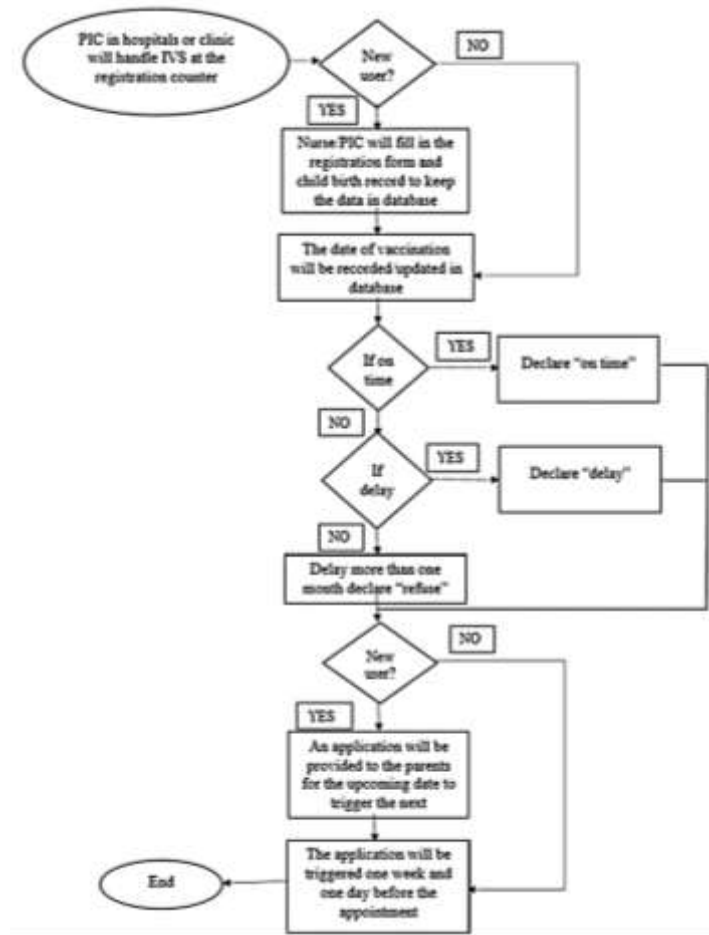 PIC in hospitals or clinic
will handle IVS at the
registration counter
New
user?
NO
YES
Nurse/PIC will fill in the
registration form and
child birth record to keep
the data in database
The date of vaccination
will be recorded/updated in
database
If on
time
YES
Declare "on time"
NO
If
delay
YES
Declare "delay"
NO
Delay more than one
month declare "refuse"
New
user?
NO
YES
An application will be
provided to the parents
for the upcoming date to
trigger the next
The application will be
triggered one week and
one day before the
appointment
End